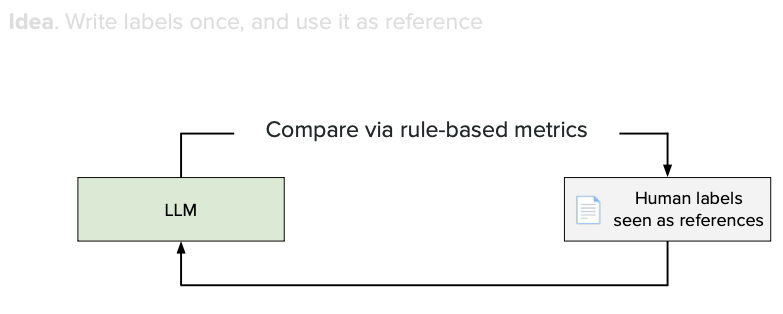 Idea. Write labels once, and use it as reference
Compare via rule-based metrics
LLM
Human labels
seen as references